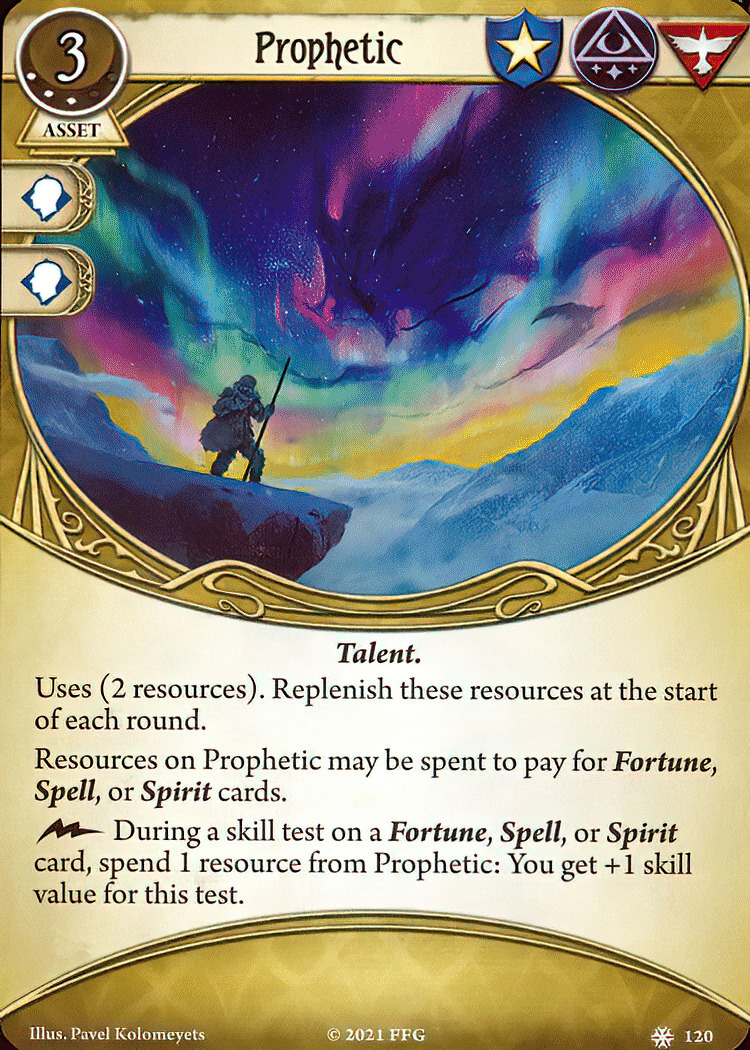 3
Prophetic
ASSET
Talent.
Uses (2 resources). Replenish these resources at the start
of each round.
Resources on Prophetic may be spent to pay for Fortune,
Spell, or Spirit cards.
During a skill test on a Fortune, Spell, or Spirit
card, spend 1 resource from Prophetic: You get +1 skill
value for this test.
Illus. Pavel Kolomeyets
© 2021 FFG
120